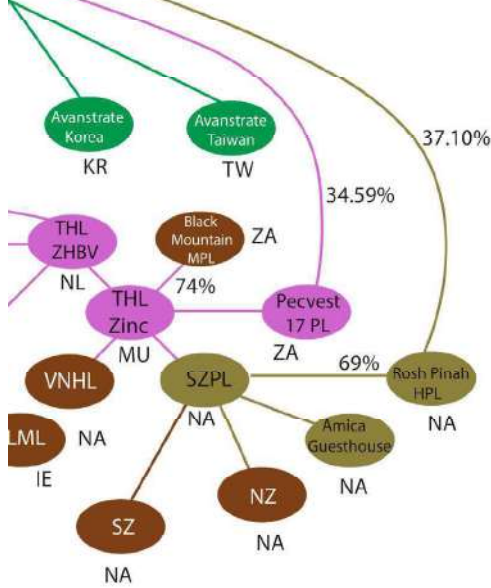 Avanstrate
Korea
KR
Avanstrate
Taiwan
TW
37.10%
34.59%
THL
ZHBV
NL
Black
Mountain
MPL
ZA
74%
THL
Zinc
MU
Pecvest
17 PL
ZA
VNHL
NA
SZPL
NA
69%
Rosh Pinah
HPL
NA
LML
IE
Amica
Guesthouse
NA
SZ
NA
NZ
NA